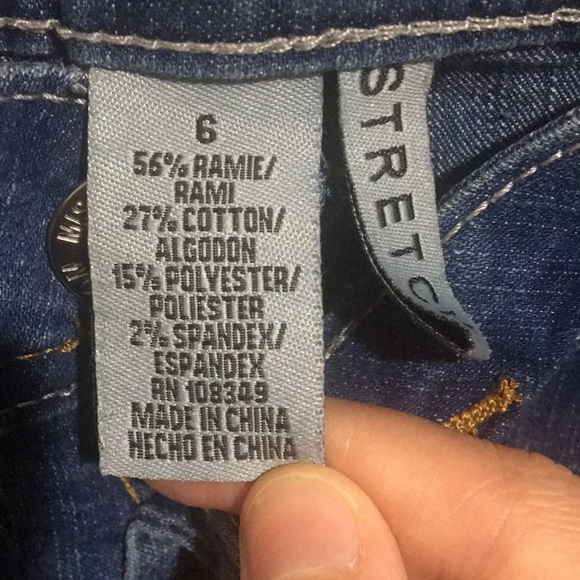 6
56% RAMIE/
RAMI
27% COTTON/
ALGODON
15% POLYESTER/
POLIESTER
2% SPANDEX/
ESPANDEX
RN 108349
MADE IN CHINA
HECHO EN CHINA
STRETCH